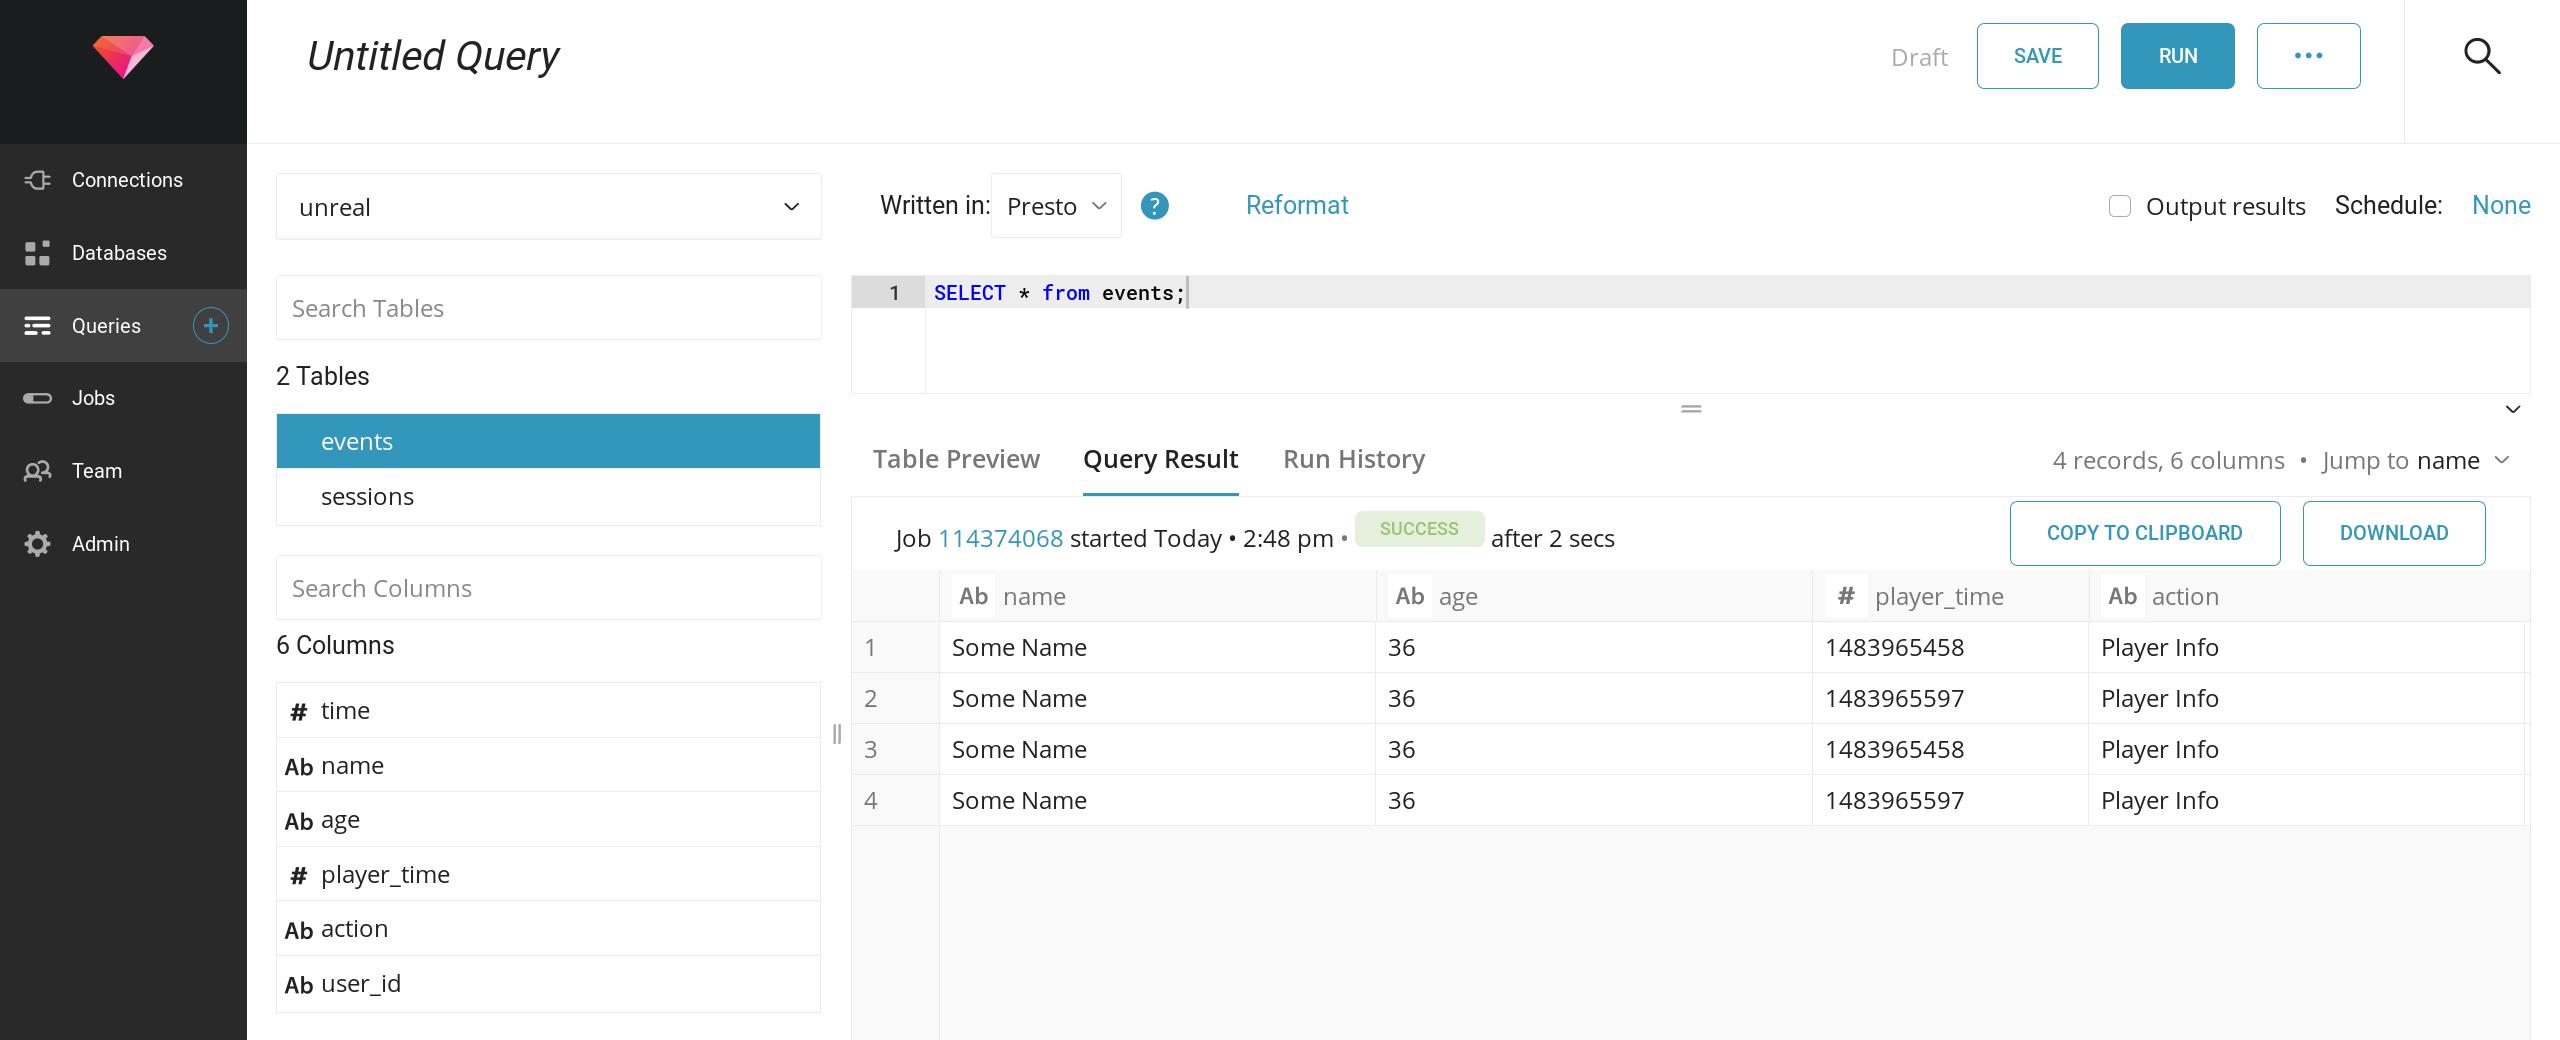 Untitled Query
Draft
SAVE
RUN
Connections
Databases
Queries
Jobs
Team
Admin
unreal
Search Tables
2 Tables
events
sessions
Search Columns
6 Columns
# time
Ab name
Ab age
# player_time
Ab action
Ab user_id
Written in: Presto ? Reformat
Output results Schedule: None
1 SELECT * from events;
Table Preview Query Result Run History
4 records, 6 columns • Jump to name
Job 114374068 started Today • 2:48 pm • SUCCESS after 2 secs
COPY TO CLIPBOARD
DOWNLOAD
Ab name Ab age # player_time Ab action
1 Some Name 36 1483965458 Player Info
2 Some Name 36 1483965597 Player Info
3 Some Name 36 1483965458 Player Info
4 Some Name 36 1483965597 Player Info